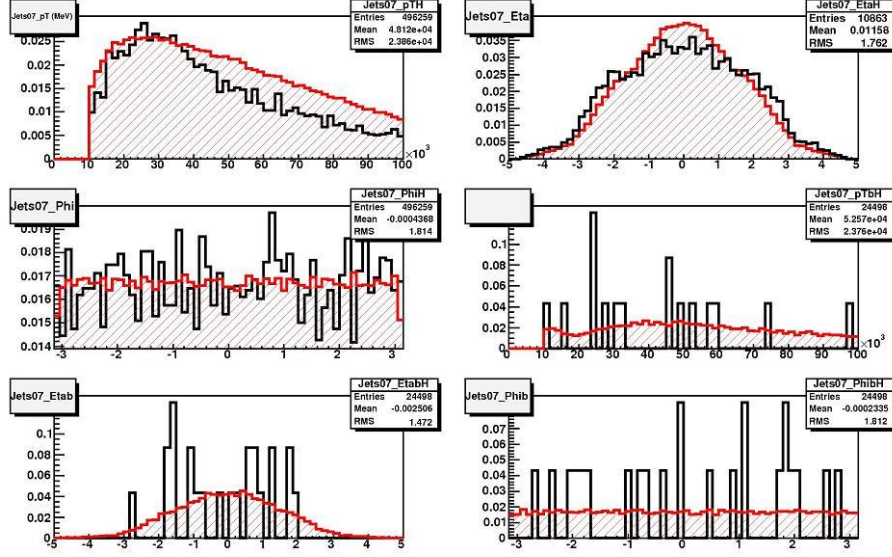 Jets07_pT (MeV)
Jets07_pTH
Entries 496259
Mean 4.812e+04
RMS 2.386e+04
0.025
0.02
0.015
0.01
0.005
0
0 10 20 30 40 50 60 70 80 90 100
×10³
Jets07_Eta
Jets07_EtaH
Entries 10863
Mean 0.01158
RMS 1.762
0.035
0.03
0.025
0.02
0.015
0.01
0.005
0
-5 -4 -3 -2 -1 0 1 2 3 4 5
Jets07_Phi
Jets07_PhiH
Entries 496259
Mean -0.0004368
RMS 1.814
0.019
0.018
0.017
0.016
0.015
0.014
-3 -2 -1 0 1 2 3
Jets07_pTbH
Entries 24498
Mean 5.257e+04
RMS 2.376e+04
0.1
0.08
0.06
0.04
0.02
0
0 10 20 30 40 50 60 70 80 90 100
×10³
Jets07_Etab
Jets07_EtabH
Entries 24498
Mean -0.002506
RMS 1.472
0.1
0.08
0.06
0.04
0.02
0
-5 -4 -3 -2 -1 0 1 2 3 4 5
Jets07_Phib
Jets07_PhibH
Entries 24498
Mean -0.0002335
RMS 1.812
0.07
0.06
0.05
0.04
0.03
0.02
0.01
0
-3 -2 -1 0 1 2 3